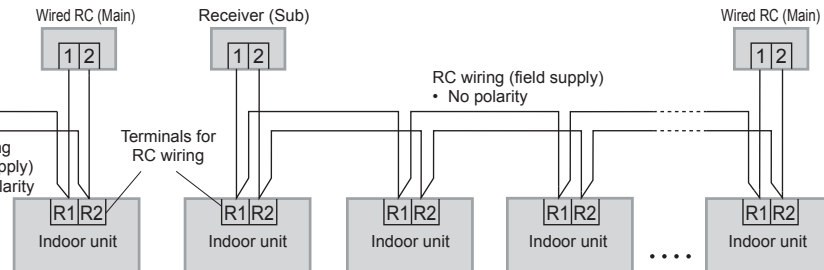 Wired RC (Main)
Receiver (Sub)
Wired RC (Main)
1 2
1 2
1 2
RC wiring (field supply)
• No polarity
Terminals for
RC wiring
R1 R2
R1 R2
R1 R2
R1 R2
R1 R2
Indoor unit
Indoor unit
Indoor unit
Indoor unit
Indoor unit